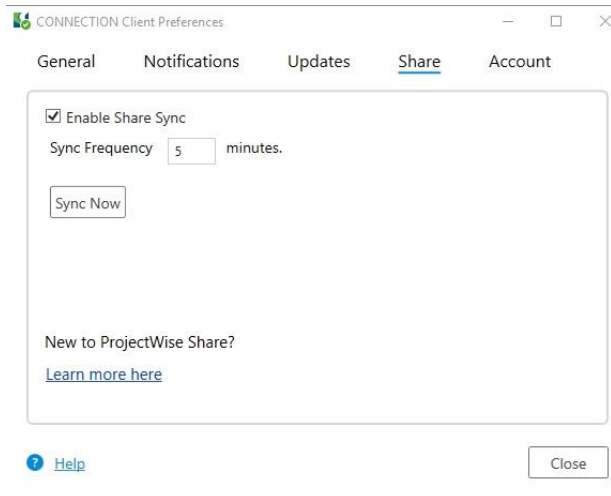 CONNECTION Client Preferences
General Notifications Updates Share Account
Enable Share Sync
Sync Frequency 5 minutes.
Sync Now
New to ProjectWise Share?
Learn more here
? Help Close